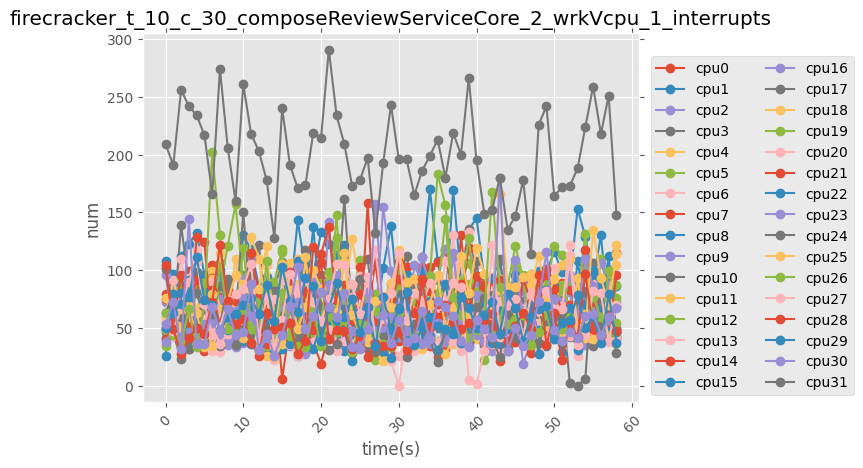 firecracker_t_10_c_30_composeReviewServiceCore_2_wrkVcpu_1_interrupts
300
250
200
150
100
50
0
num
0
10
20
30
40
50
60
time(s)
cpu0
cpu1
cpu2
cpu3
cpu4
cpu5
cpu6
cpu7
cpu8
cpu9
cpu10
cpu11
cpu12
cpu13
cpu14
cpu15
cpu16
cpu17
cpu18
cpu19
cpu20
cpu21
cpu22
cpu23
cpu24
cpu25
cpu26
cpu27
cpu28
cpu29
cpu30
cpu31